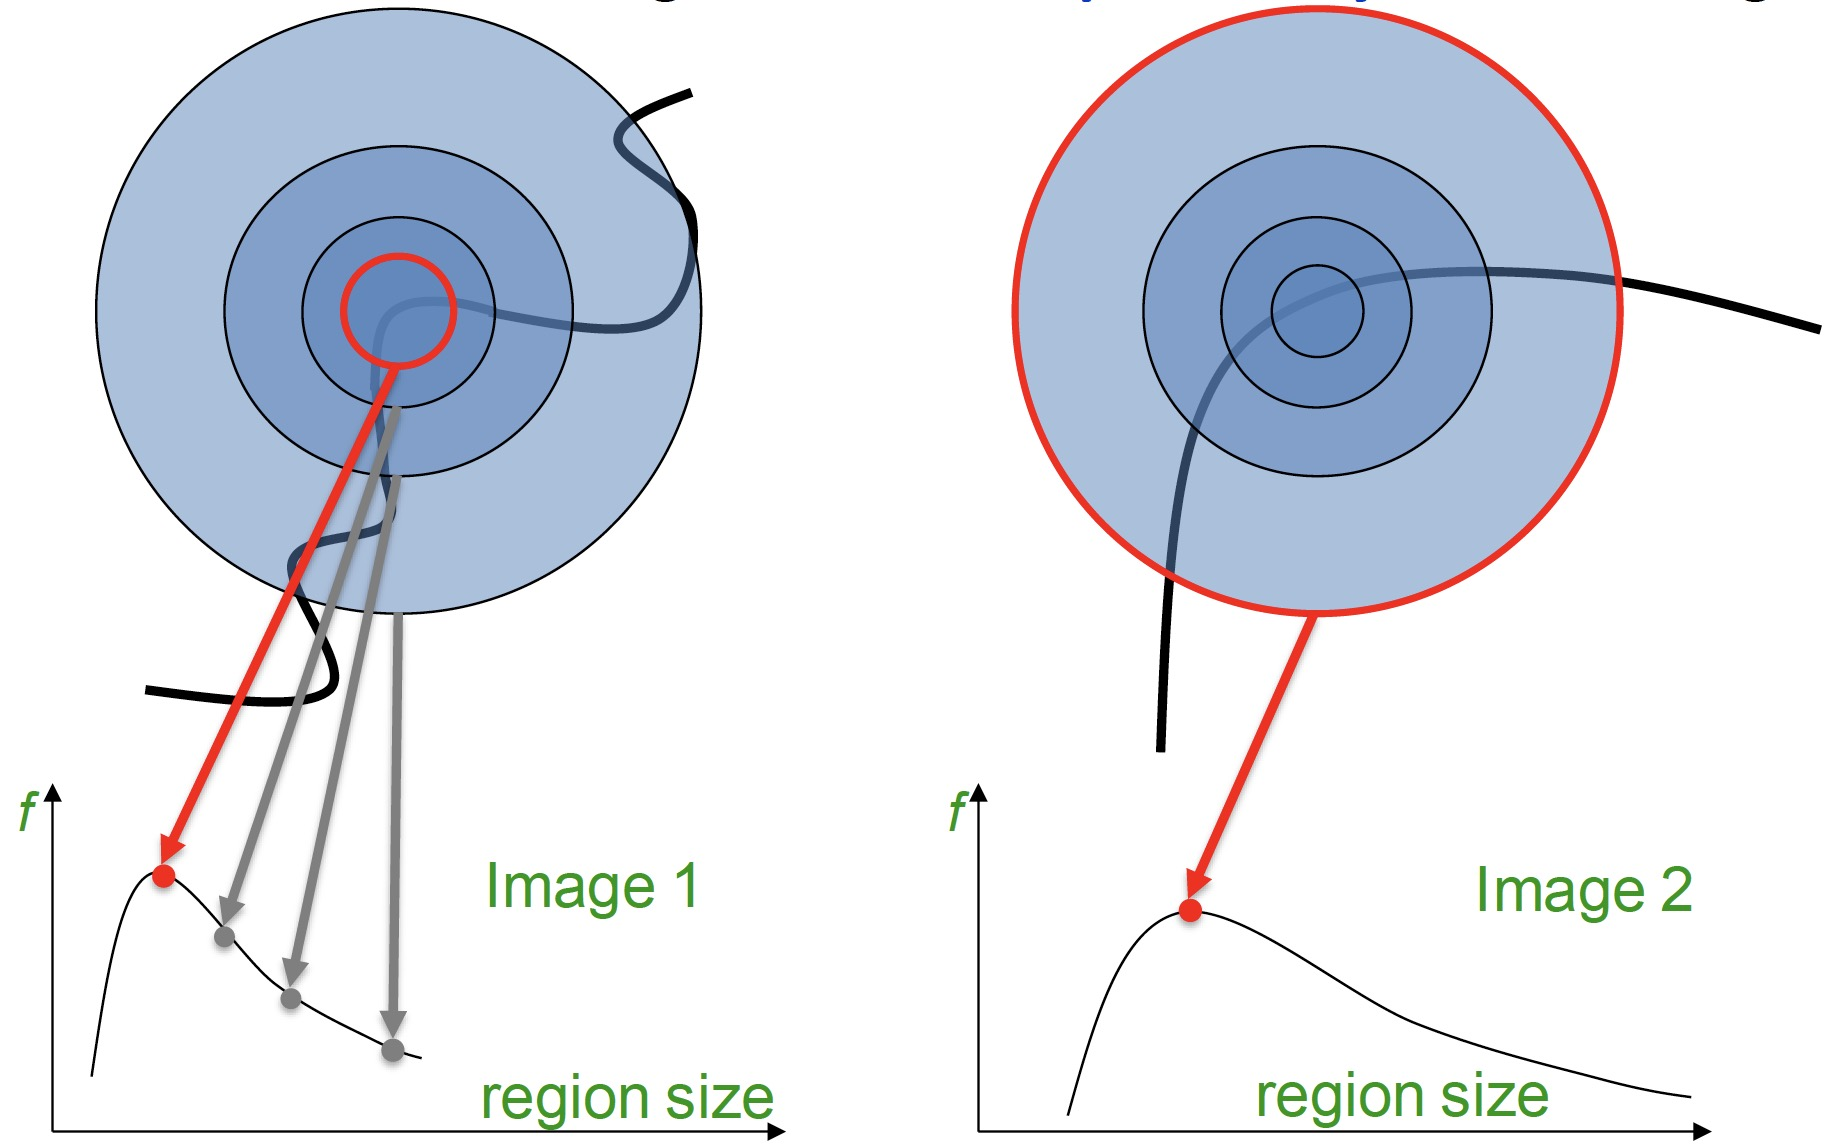 f
Image 1
region size
f
Image 2
region size